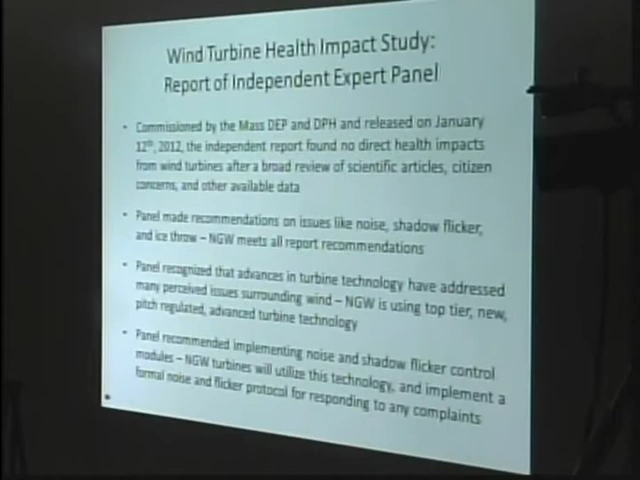 Wind Turbine Health Impact Study:
Report of Independent Expert Panel
• Commissioned by the Mass DEP and DPH and released on January
12th, 2012, the independent report found no direct health impacts
from wind turbines after a broad review of scientific articles, citizen
concerns, and other available data
• Panel made recommendations on issues like noise, shadow flicker,
and ice throw – NGW meets all report recommendations
• Panel recognized that advances in turbine technology have addressed
many perceived issues surrounding wind – NGW is using top tier, new,
pitch regulated, advanced turbine technology
• Panel recommended implementing noise and shadow flicker control
modules – NGW turbines will utilize this technology, and implement a
formal noise and flicker protocol for responding to any complaints